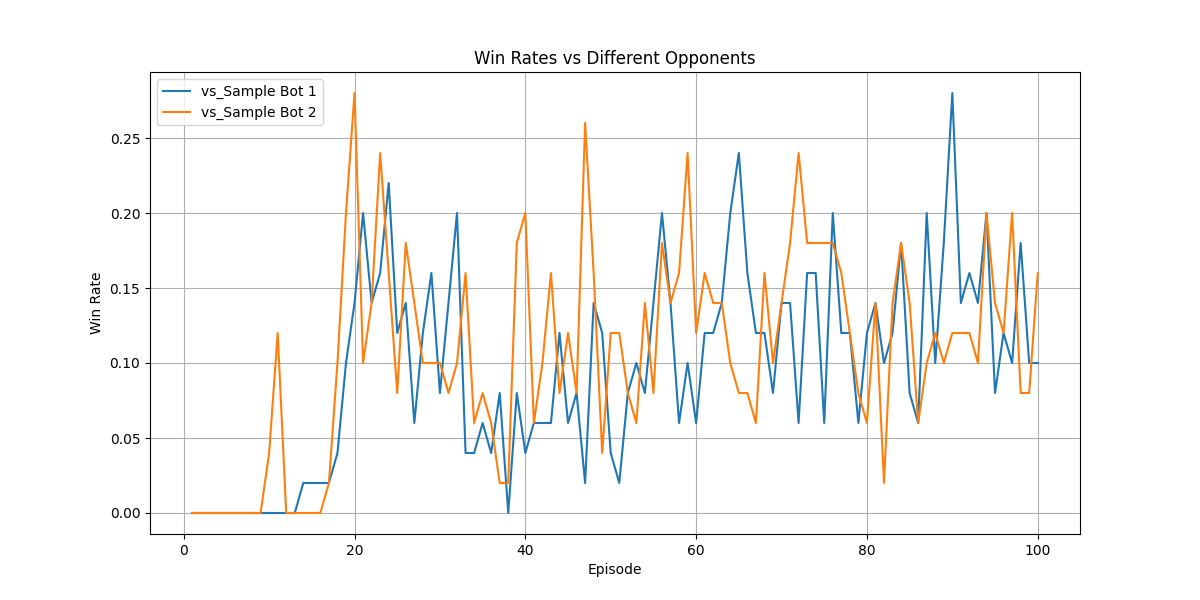 Win Rates vs Different Opponents
vs_Sample Bot 1
vs_Sample Bot 2
0.25
0.20
0.15
0.10
0.05
0.00
Win Rate
0 20 40 60 80 100
Episode